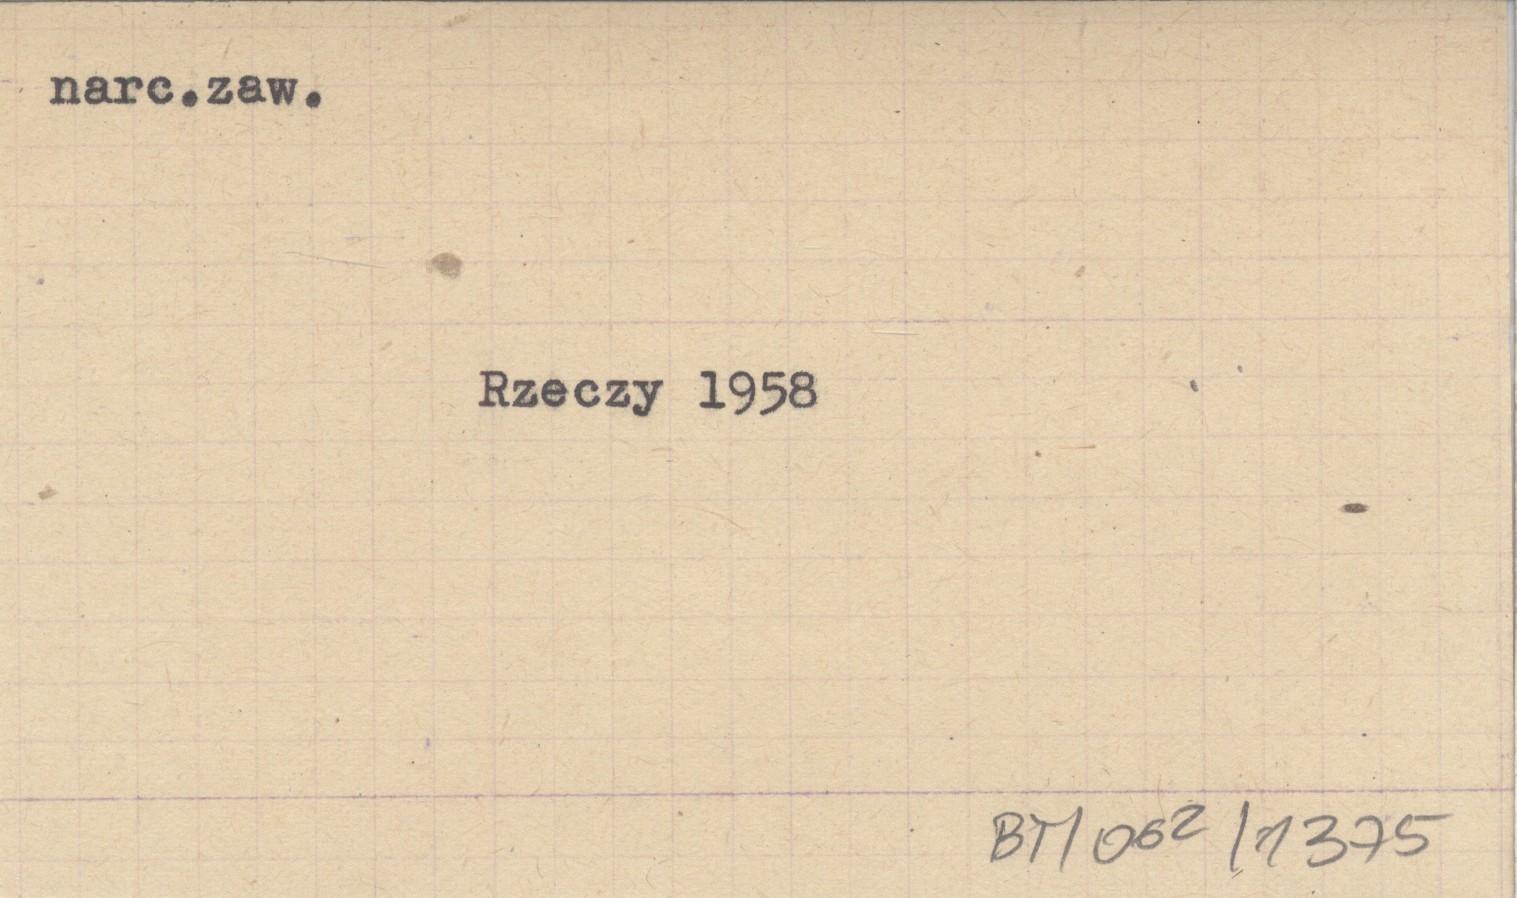 narc.zaw.
Rzeczy 1958
BT/062/1375